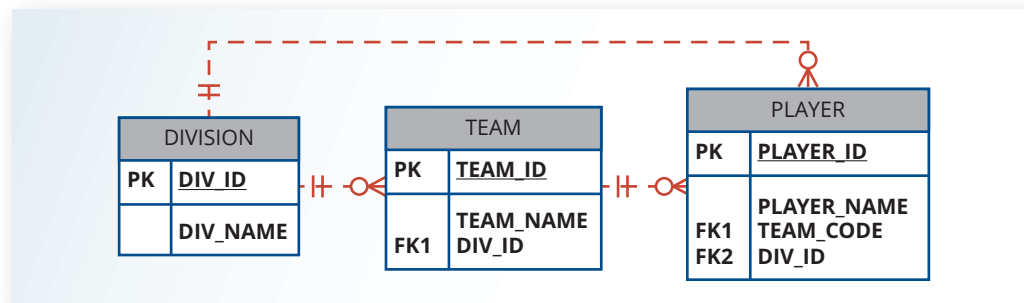 DIVISION
PK DIV_ID
DIV_NAME
TEAM
PK TEAM_ID
TEAM_NAME
FK1 DIV_ID
PLAYER
PK PLAYER_ID
PLAYER_NAME
FK1 TEAM_CODE
FK2 DIV_ID